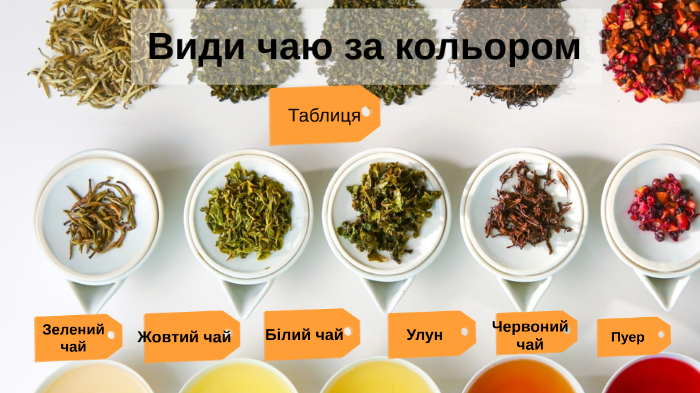 Види чаю за кольором
Таблиця
Зелений
чай
Жовтий чай
Білий чай
Улун
Червоний
чай
Пуер